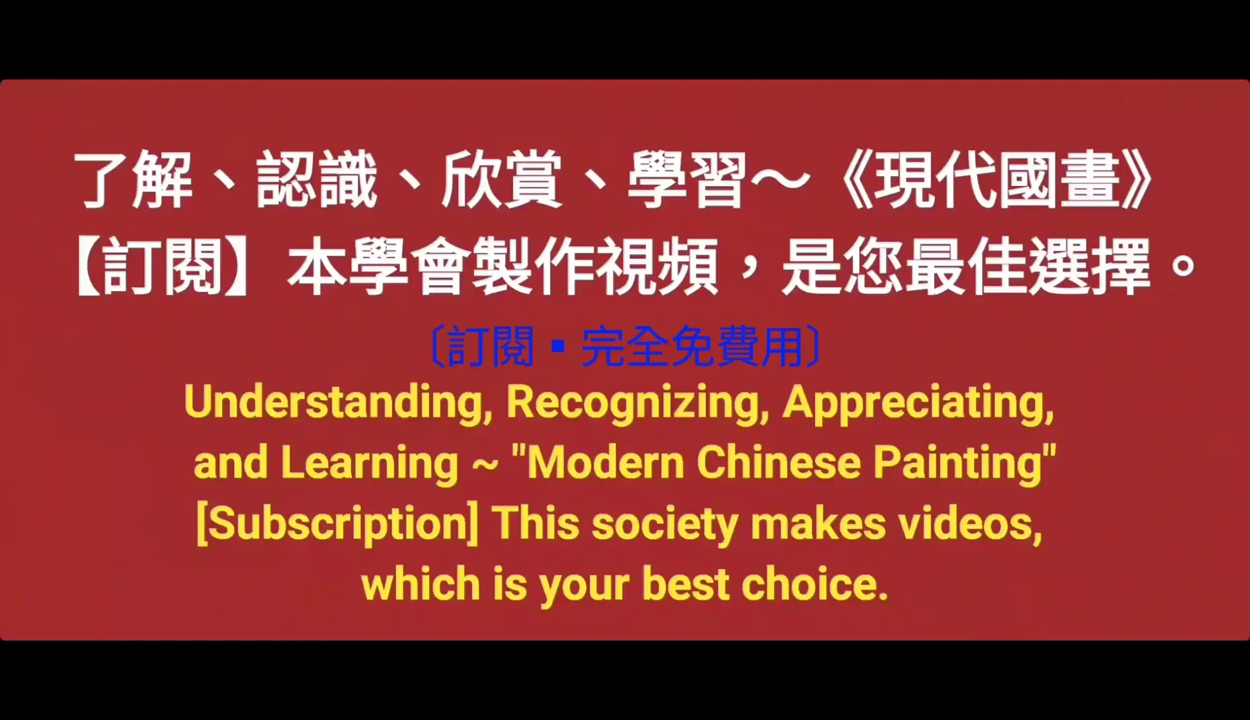 了解、認識、欣賞、學習～《現代國畫》
【訂閱】本學會製作視頻，是您最佳選擇。
〔訂閱▪完全免費用〕
Understanding, Recognizing, Appreciating,
and Learning ~ "Modern Chinese Painting"
[Subscription] This society makes videos,
which is your best choice.